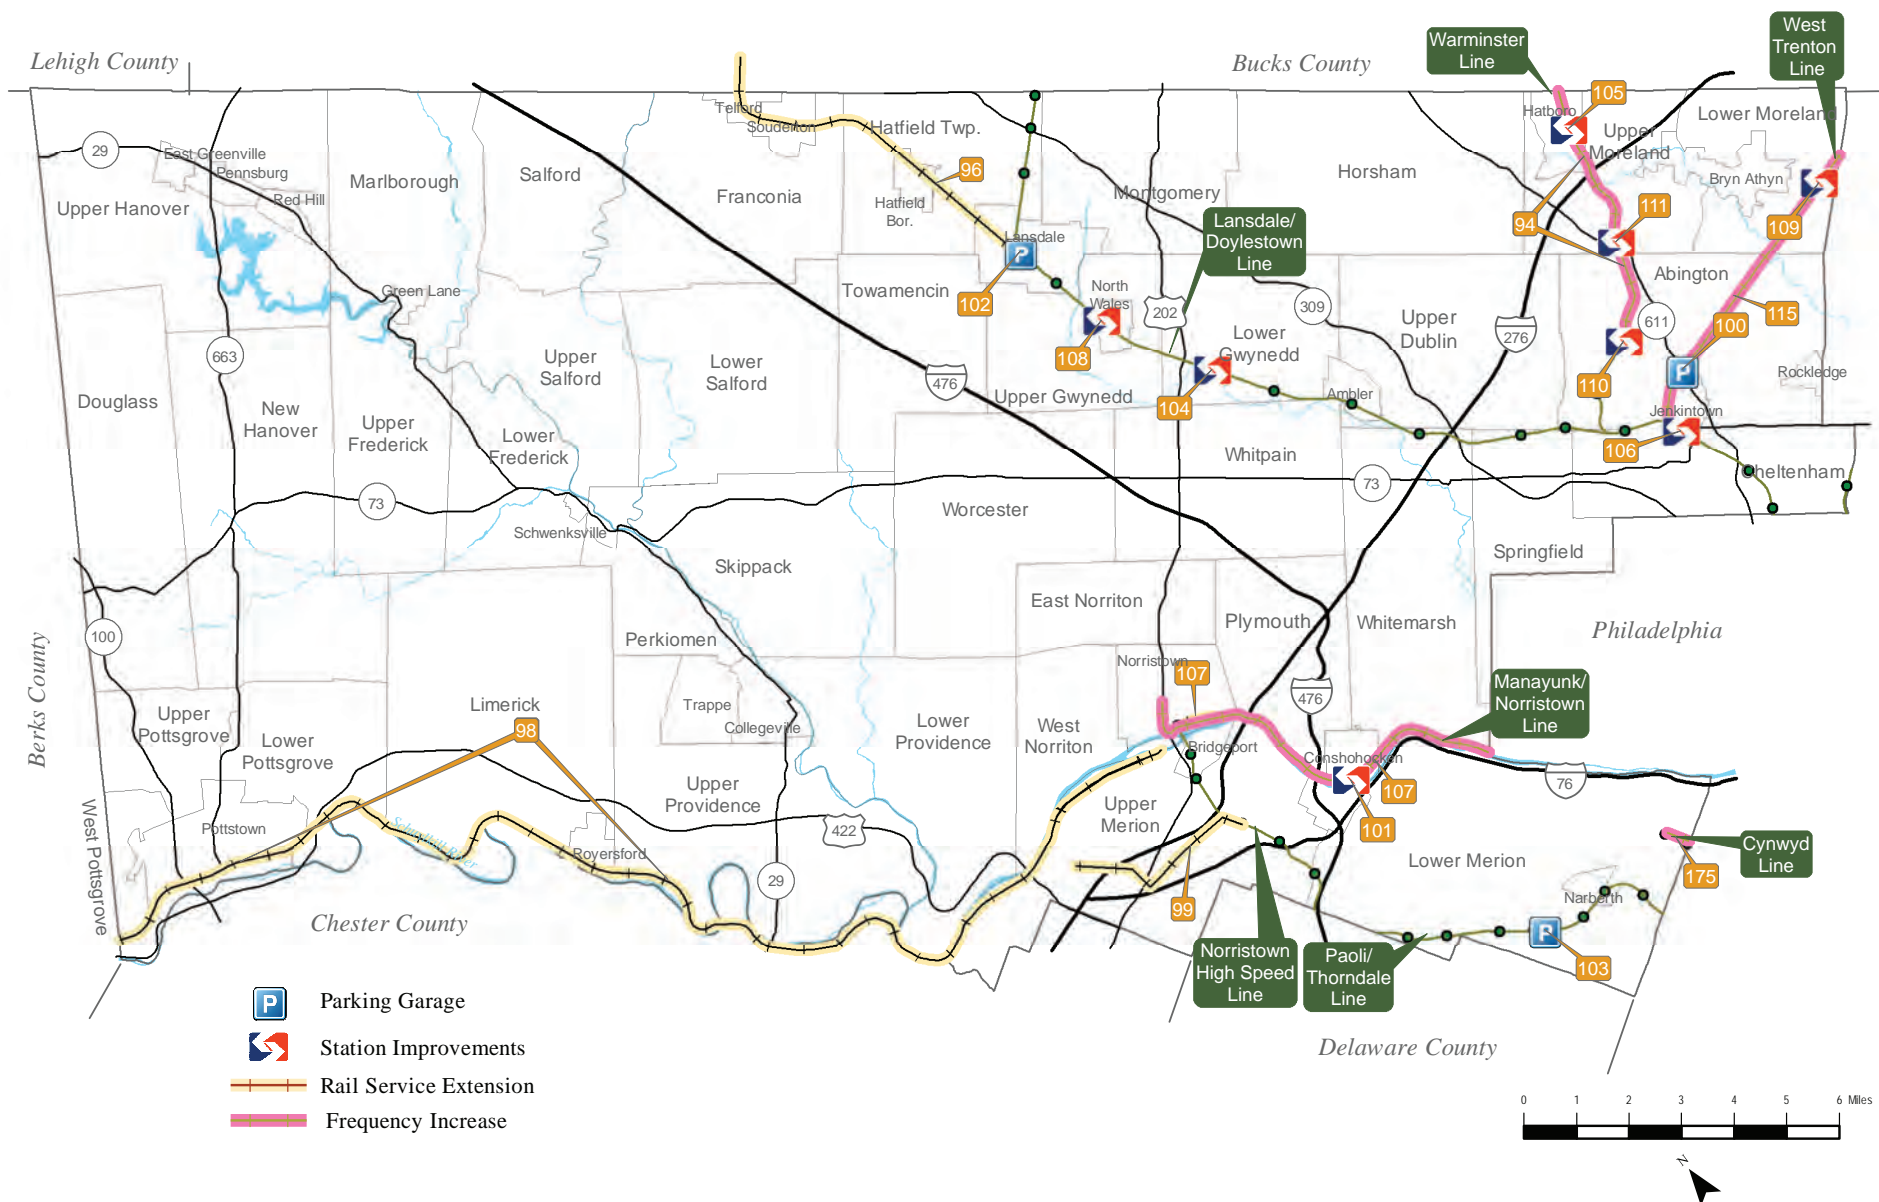 Lehigh County
Bucks County
Warminster
Line
West
Trenton
Line
Telford
Souderton
Hatfield Twp.
Hatboro
105
Upper
Moreland
Lower Moreland
29
East Greenville
Pennsburg
Red Hill
Upper Hanover
Marlborough
Salford
Franconia
96
Hatfield
Bor.
Montgomery
Horsham
Bryn Athyn
109
94
111
Lansdale
Lansdale/
Doylestown
Line
Green Lane
Towamencin
102
North
Wales
202
309
276
Abington
611
100
115
663
108
Lower
Gwynedd
Upper
Dublin
Upper
Salford
Lower
Salford
476
Upper Gwynedd
104
Ambler
110
Rockledge
Jenkintown
Douglass
New
Hanover
Upper
Frederick
Lower
Frederick
Whitpain
106
Cheltenham
73
73
Worcester
Schwenksville
Skippack
Springfield
East Norriton
Plymouth
Whitemarsh
Philadelphia
100
Perkiomen
Berks County
Norristown
107
476
Manayunk/
Norristown
Line
Upper
Pottsgrove
Lower
Pottsgrove
Limerick
98
Trappe
Collegeville
Lower
Providence
West
Norriton
Bridgeport
Conshohocken
76
107
101
Upper
Providence
Upper
Merion
West Pottsgrove
Pottstown
Schuylkill River
Royersford
422
29
99
Lower Merion
Narberth
175
Cynwyd
Line
Chester County
Norristown
High Speed
Line
Paoli/
Thorndale
Line
103
Delaware County
Parking Garage
Station Improvements
Rail Service Extension
Frequency Increase
0 1 2 3 4 5 6 Miles
N